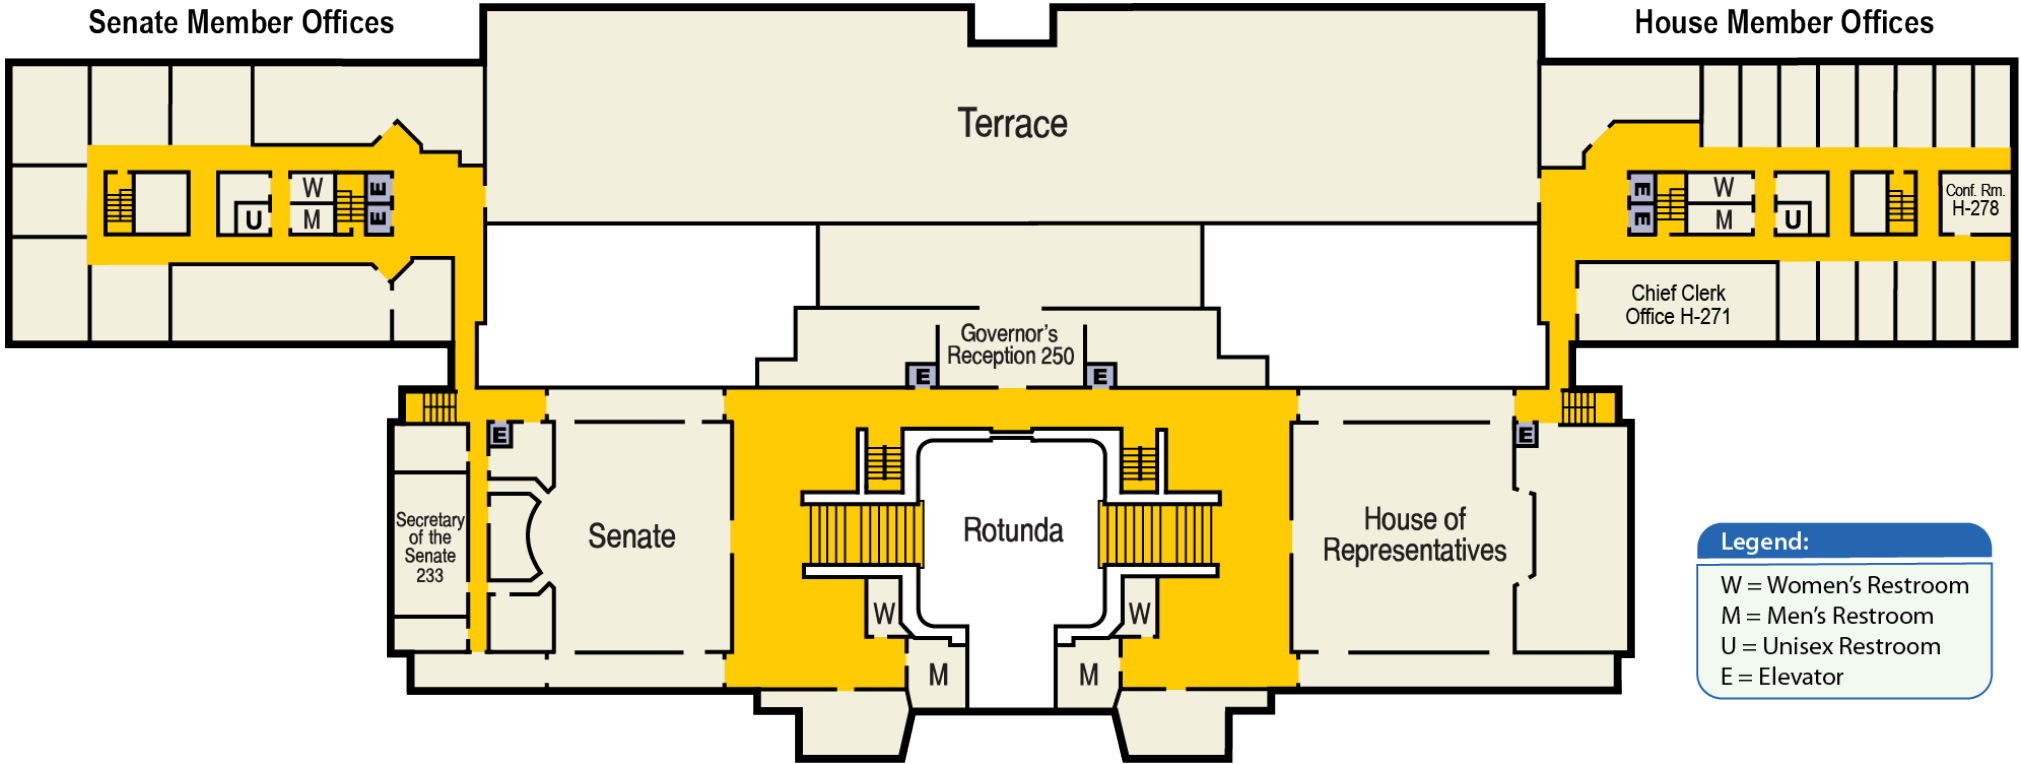 Senate Member Offices
House Member Offices
Terrace
W
M
U
E
E
E
E
W
M
U
Conf. Rm.
H-278
Chief Clerk
Office H-271
Governor's
Reception 250
E
E
E
E
Secretary
of the
Senate
233
Senate
Rotunda
House of
Representatives
W
W
M
M
Legend:
W = Women's Restroom
M = Men's Restroom
U = Unisex Restroom
E = Elevator